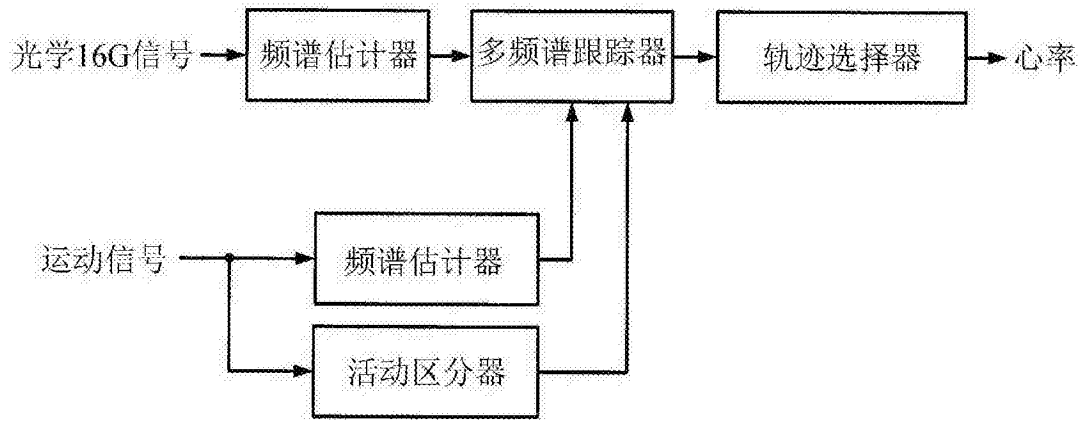 光学16G信号
频谱估计器
多频谱跟踪器
轨迹选择器
心率
运动信号
频谱估计器
活动区分器